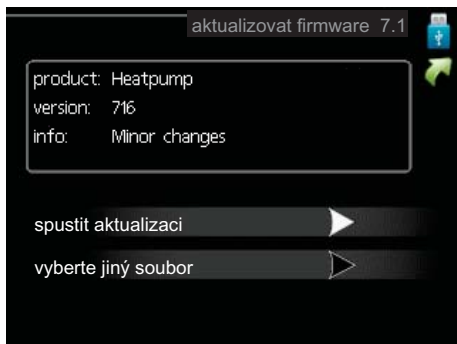 aktualizovat firmware 7.1
product: Heatpump
version: 716
info: Minor changes
spustit aktualizaci
vyberte jiný soubor